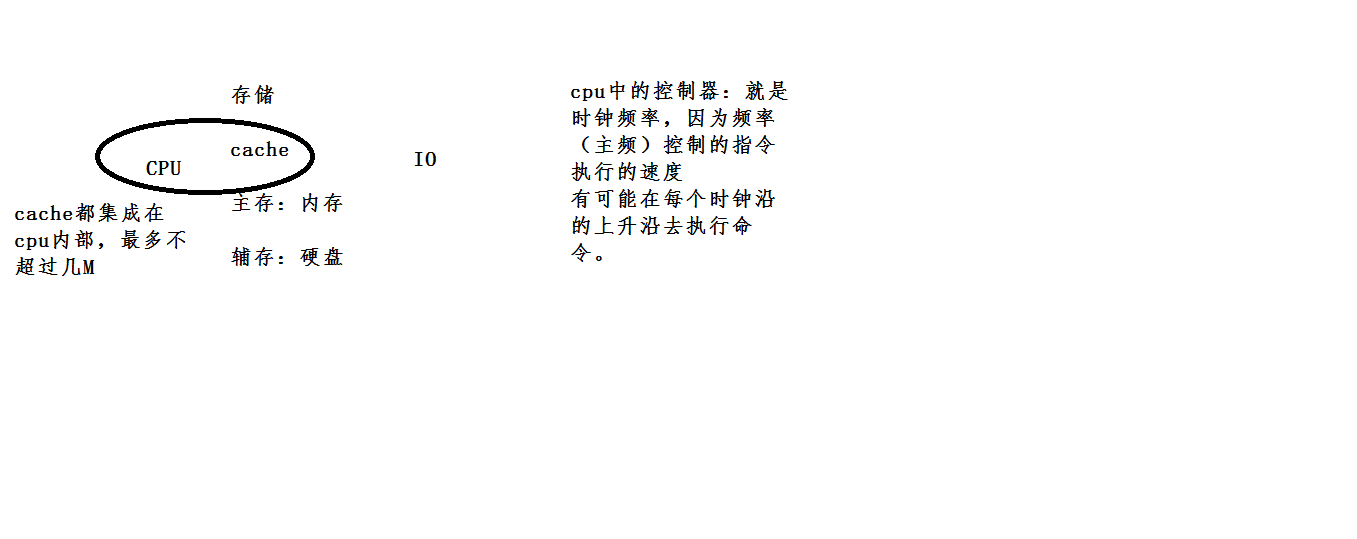 存储
cache
CPU
IO
主存：内存
辅存：硬盘
cache都集成在
cpu内部，最多不
超过几M
cpu中的控制器：就是
时钟频率，因为频率
（主频）控制的指令
执行的速度
有可能在每个时钟沿
的上升沿去执行命
令。